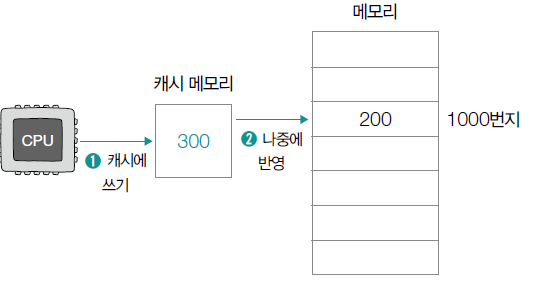 메모리
캐시 메모리
CPU
300
200
1000번지
❶ 캐시에
쓰기
❷ 나중에
반영